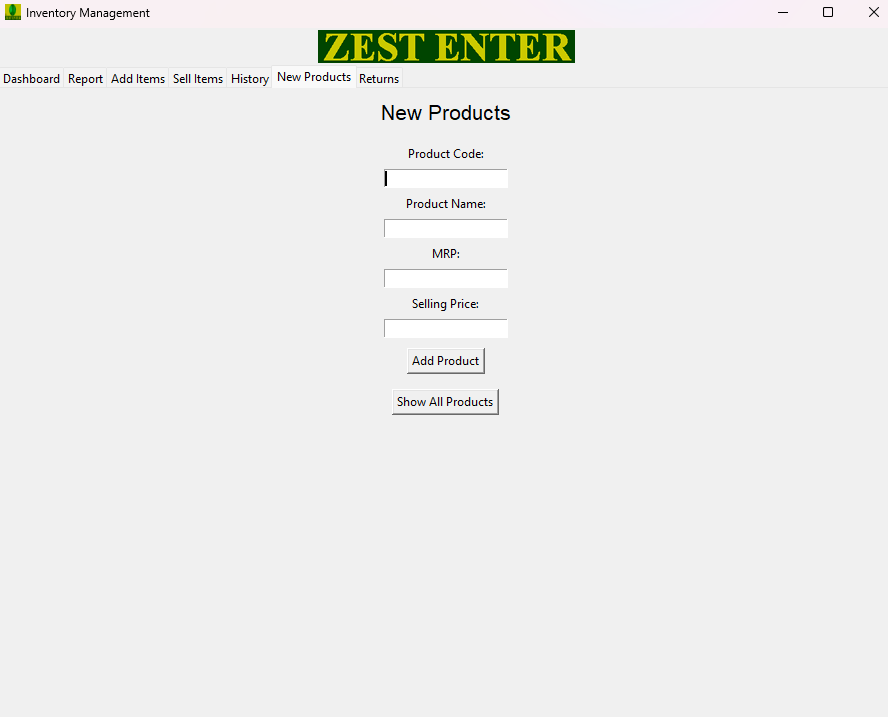 Inventory Management
ZEST ENTER
Dashboard Report Add Items Sell Items History New Products Returns
New Products
Product Code:
Product Name:
MRP:
Selling Price:
Add Product
Show All Products